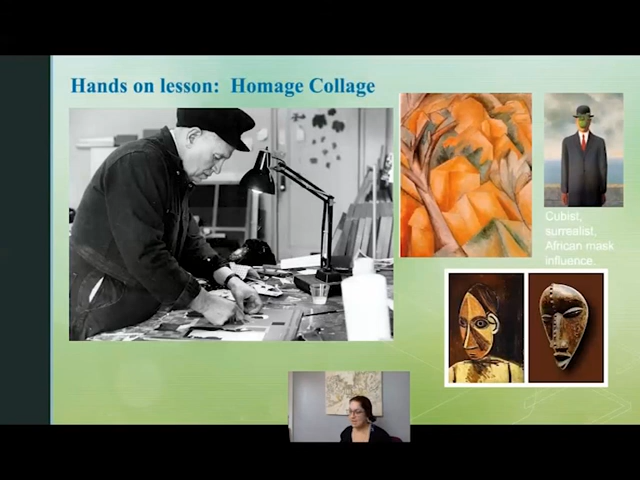 Hands on lesson:  Homage Collage
Cubist,
surrealist,
African mask
influence.